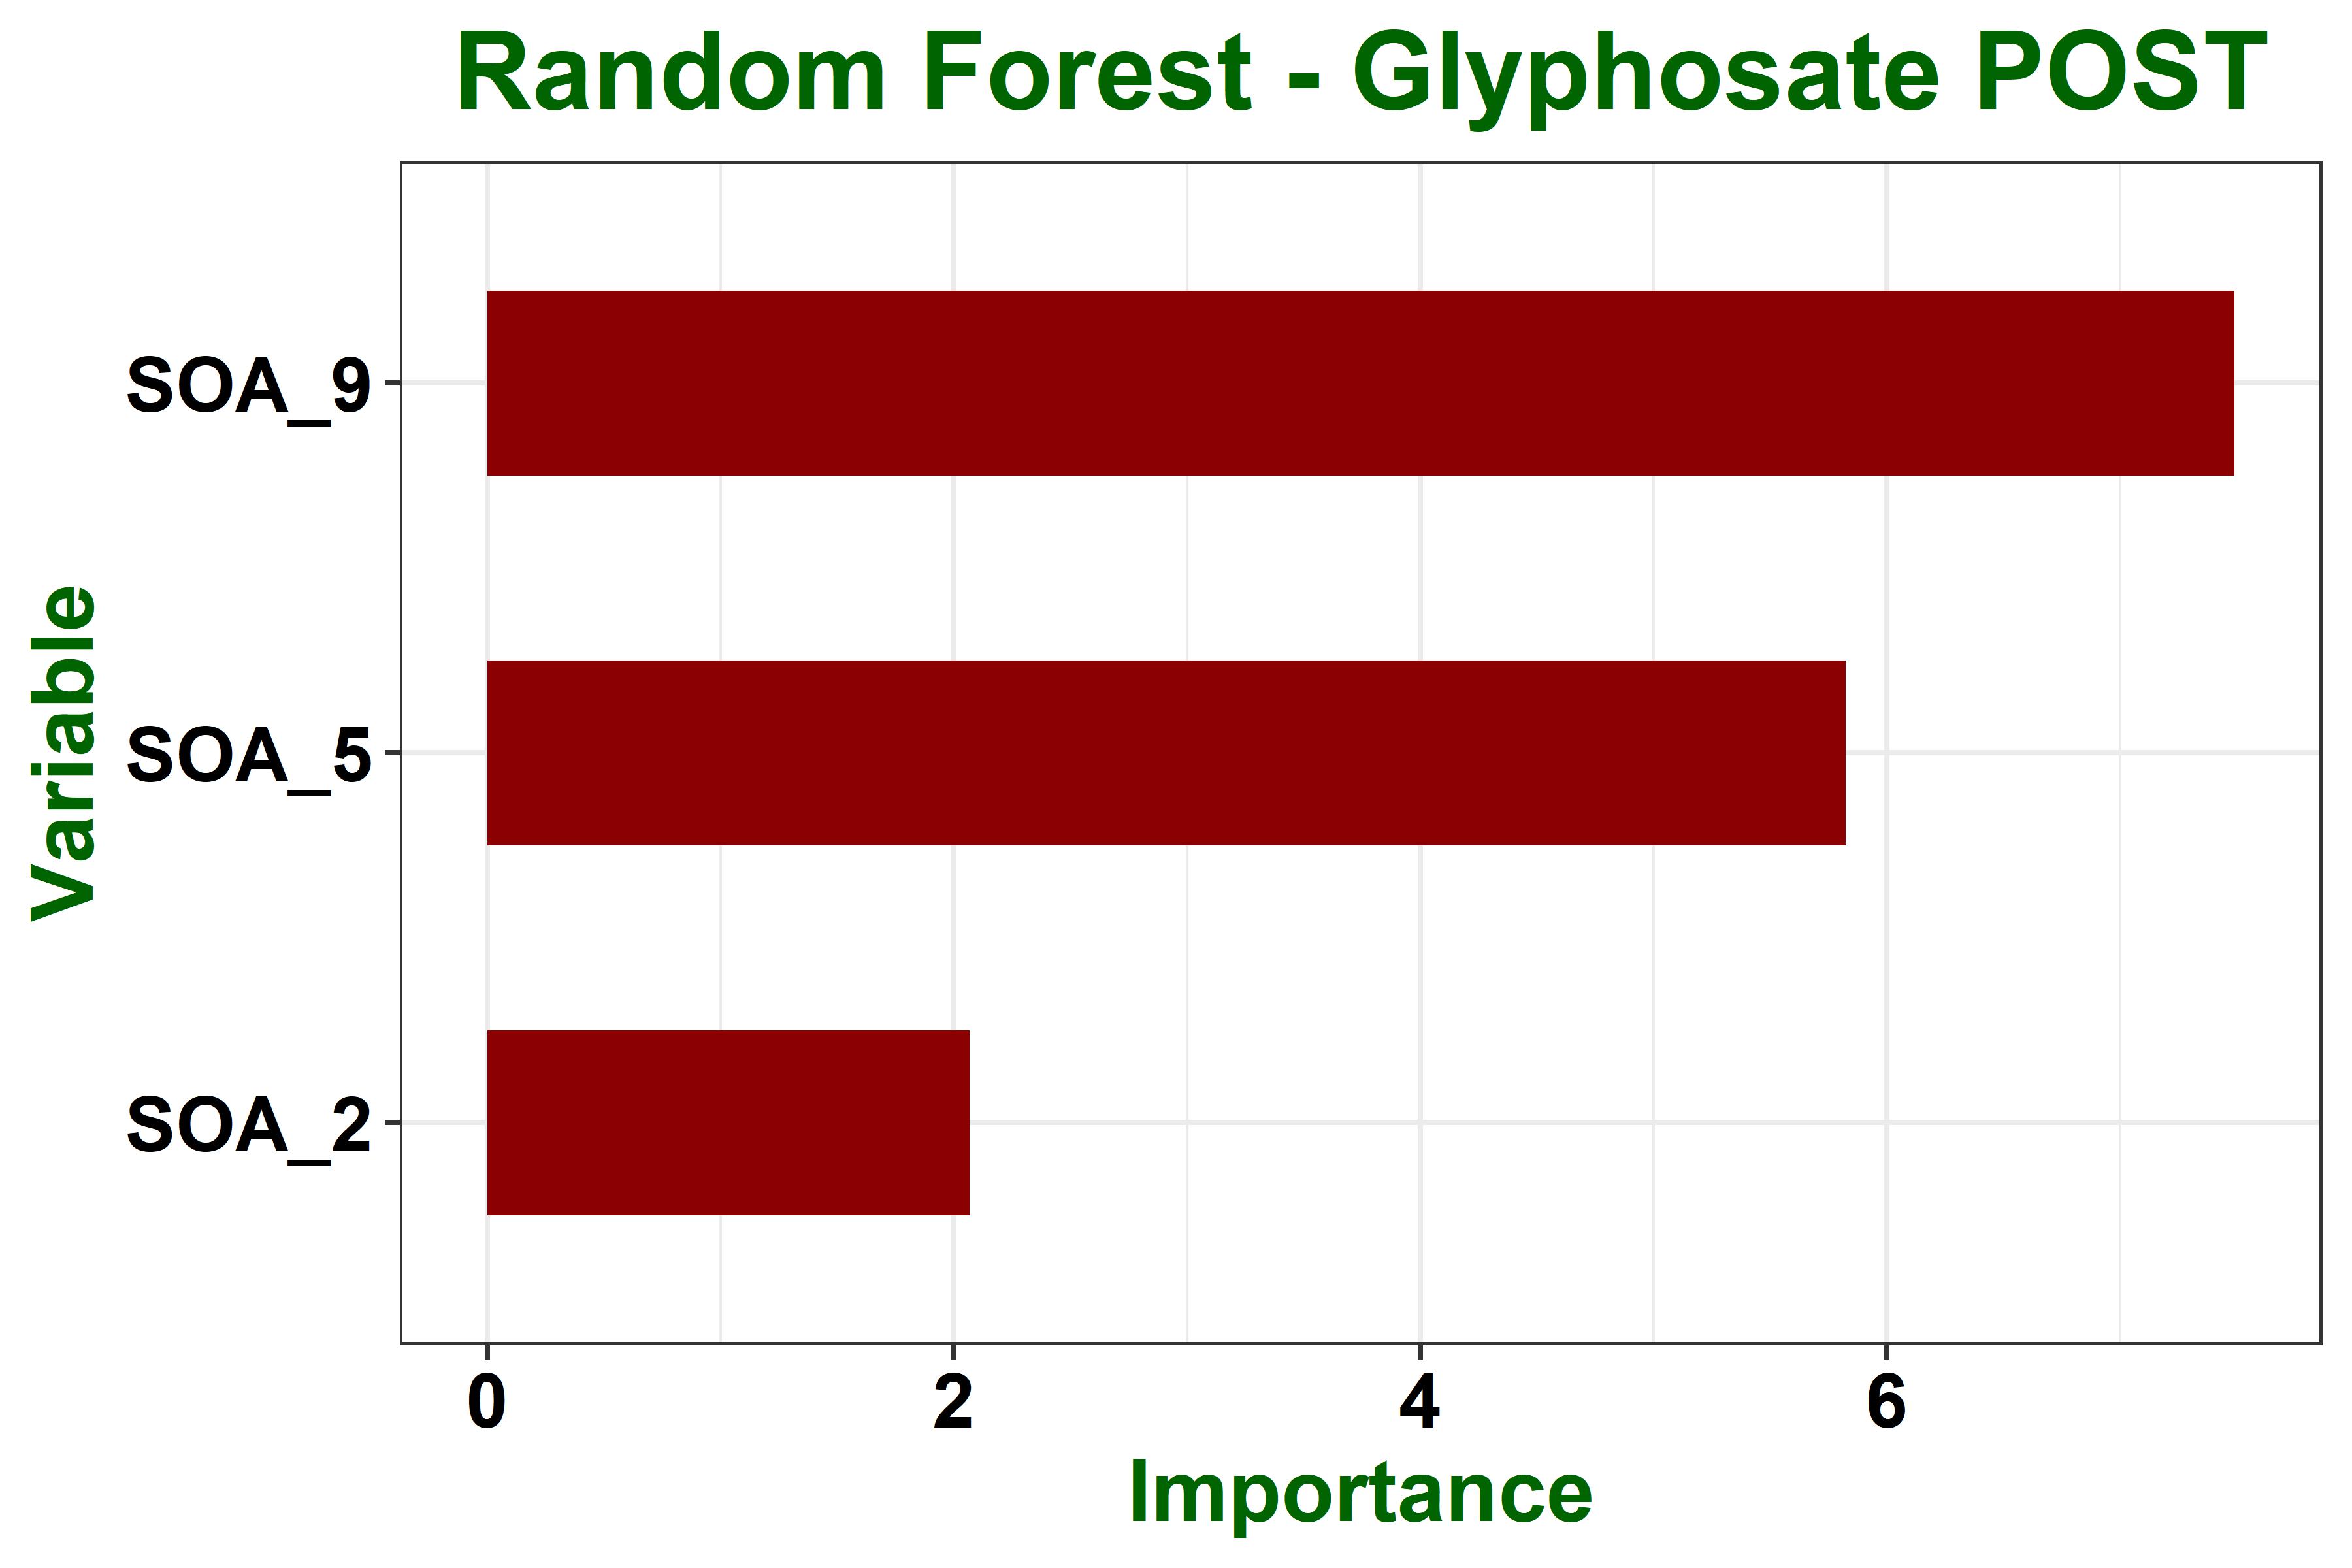 Random Forest - Glyphosate POST
Variable
SOA_9
SOA_5
SOA_2
0 2 4 6
Importance